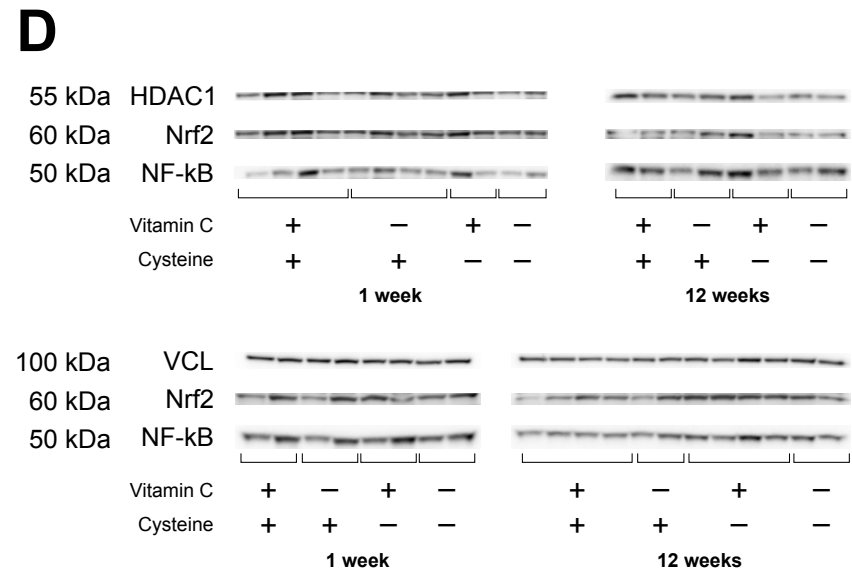 D
55 kDa HDAC1
60 kDa Nrf2
50 kDa NF-kB
Vitamin C + − + − + − + −
Cysteine + + − − + + − −
1 week 12 weeks
100 kDa VCL
60 kDa Nrf2
50 kDa NF-kB
Vitamin C + − + − + − + −
Cysteine + + − − + + − −
1 week 12 weeks